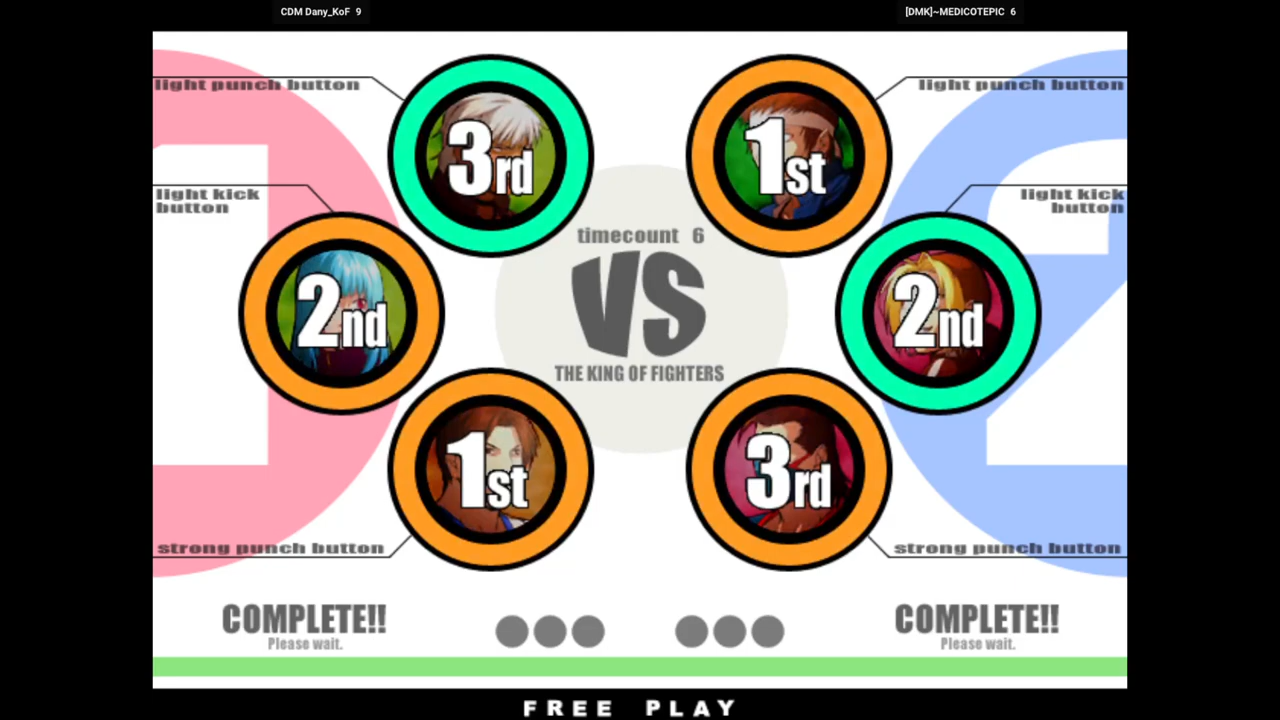 CDM Dany_KoF 9
[DMK]~MEDICOTEPIC 6
light punch button
light punch button
3rd
1st
light kick
button
light kick
button
timecount 6
VS
THE KING OF FIGHTERS
2nd
2nd
1st
3rd
1
2
strong punch button
strong punch button
COMPLETE!!
Please wait.
COMPLETE!!
Please wait.
FREE PLAY